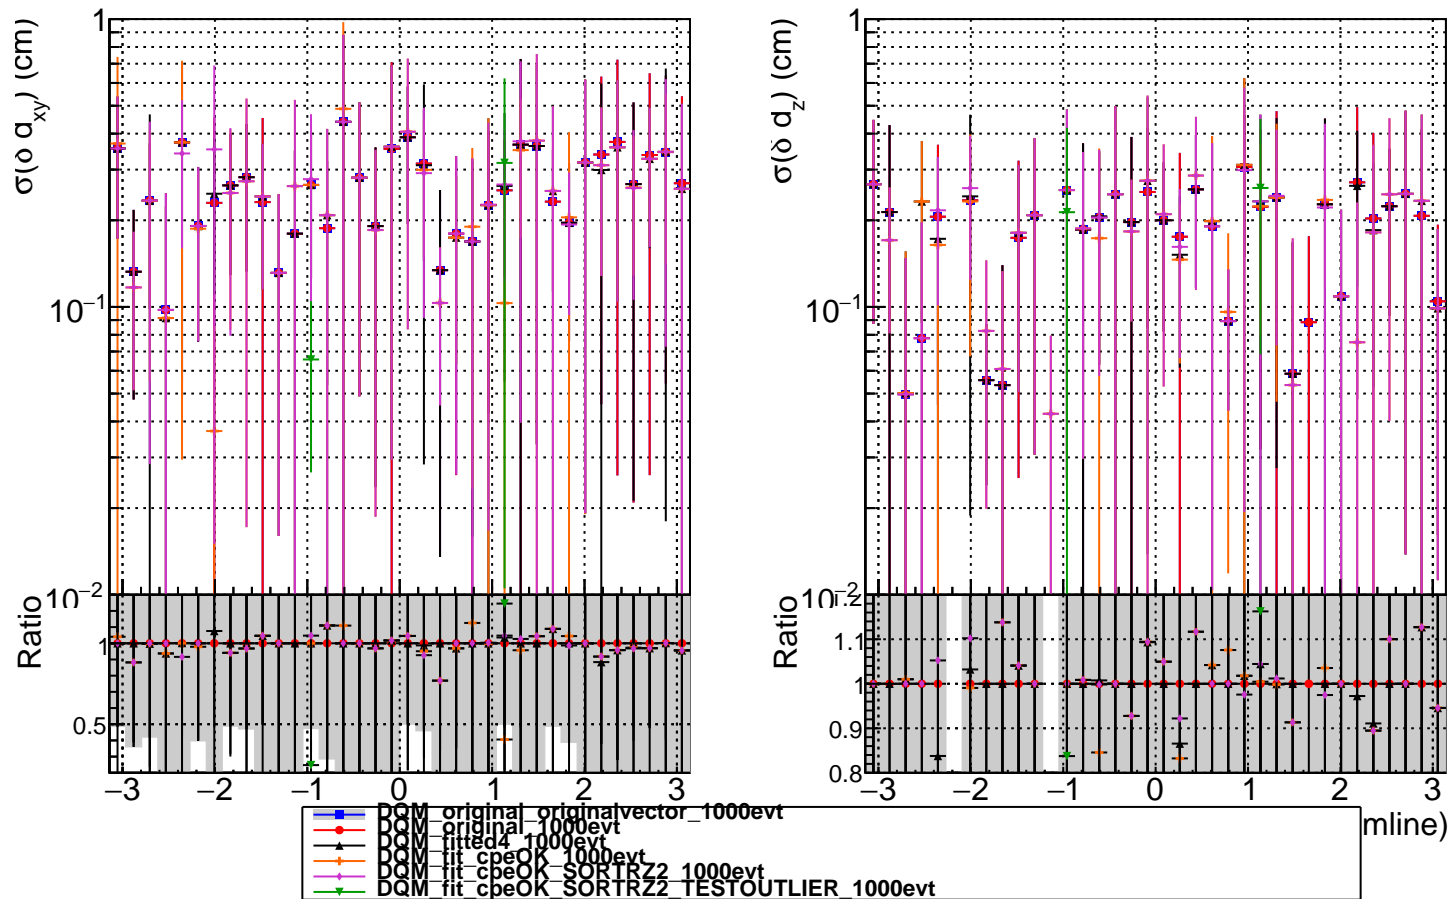 σ(δ d_xy) (cm)
1
10^−1
10^−2
Ratio
1
0.5
−3 −2 −1 0 1 2 3
σ(δ d_z) (cm)
1
10^−1
Ratio
1.1
1
0.9
0.8
−3 −2 −1 0 1 2 3
mline)
DQM_original_originalvector_1000evt
DQM_original_1000evt
DQM_fitted4_1000evt
DQM_fit_cpeOK_1000evt
DQM_fit_cpeOK_SORTRZ2_1000evt
DQM_fit_cpeOK_SORTRZ2_TESTOUTLIER_1000evt